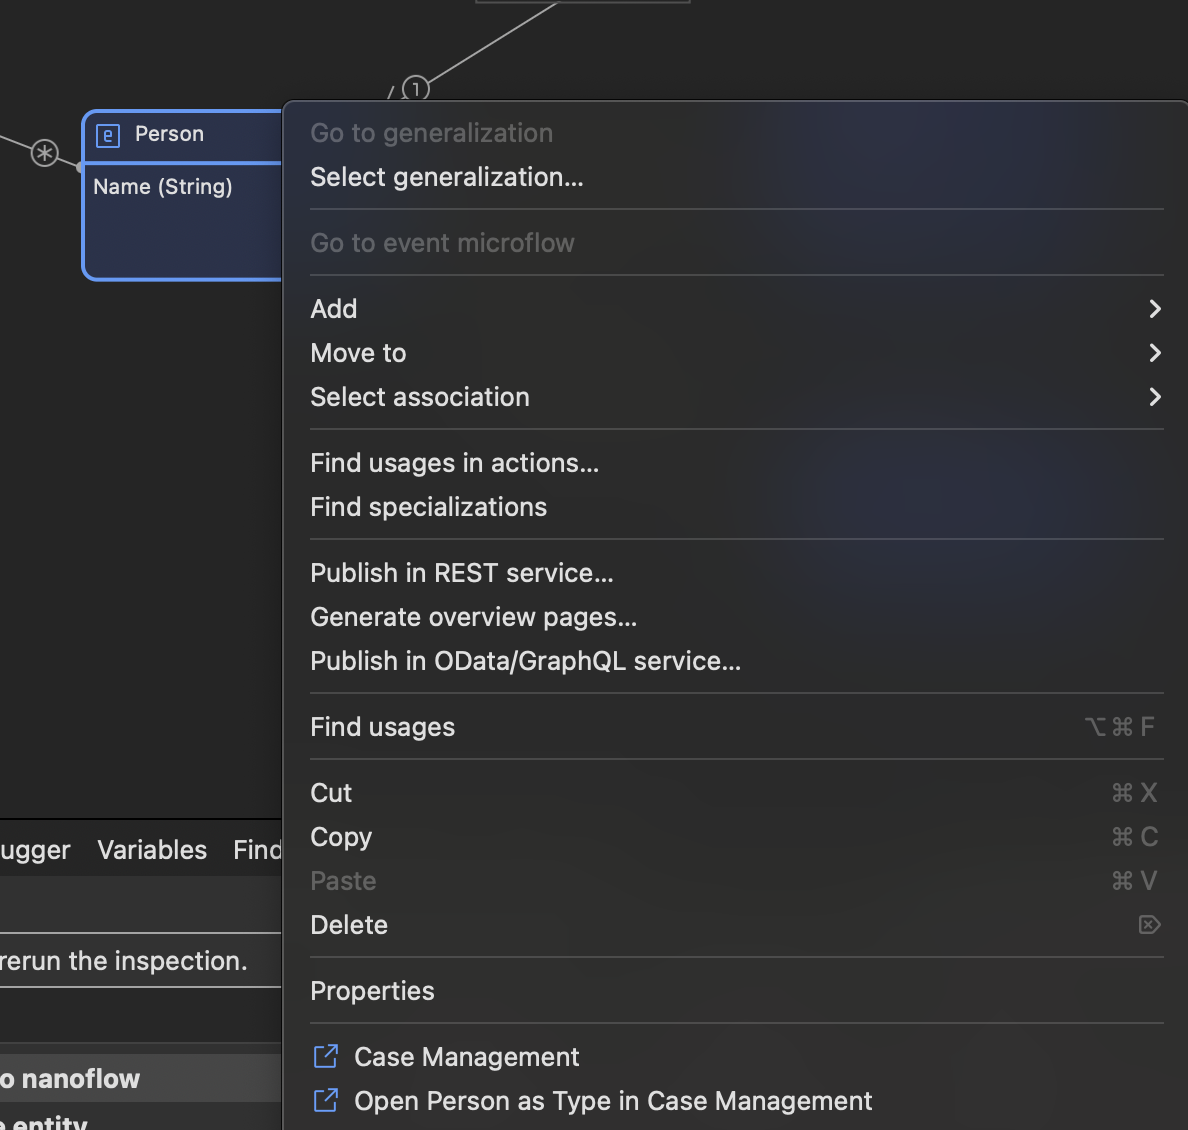 1
e Person
Name (String)
Go to generalization
Select generalization...
Go to event microflow
Add
Move to
Select association
Find usages in actions...
Find specializations
Publish in REST service...
Generate overview pages...
Publish in OData/GraphQL service...
Find usages ⌥⌘F
Cut ⌘X
Copy ⌘C
Paste ⌘V
Delete ⌦
Properties
Case Management
Open Person as Type in Case Management
ugger Variables Find
rerun the inspection.
o nanoflow
entity